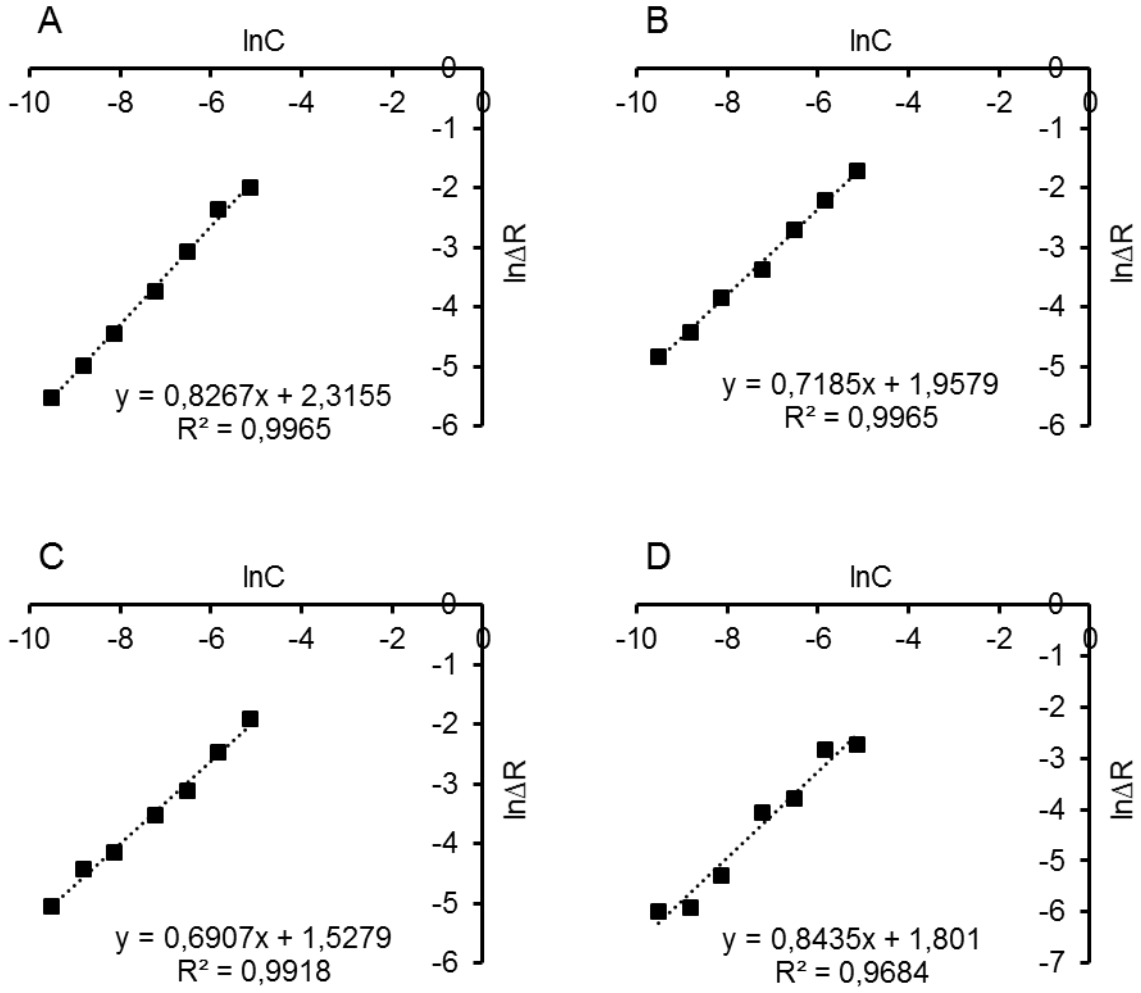 A
lnC
-10 -8 -6 -4 -2 0
0
-1
-2
-3
-4
-5
-6
lnΔR
y = 0,8267x + 2,3155
R² = 0,9965
B
lnC
-10 -8 -6 -4 -2 0
0
-1
-2
-3
-4
-5
-6
lnΔR
y = 0,7185x + 1,9579
R² = 0,9965
C
lnC
-10 -8 -6 -4 -2 0
0
-1
-2
-3
-4
-5
-6
lnΔR
y = 0,6907x + 1,5279
R² = 0,9918
D
lnC
-10 -8 -6 -4 -2 0
0
-1
-2
-3
-4
-5
-6
-7
lnΔR
y = 0,8435x + 1,801
R² = 0,9684